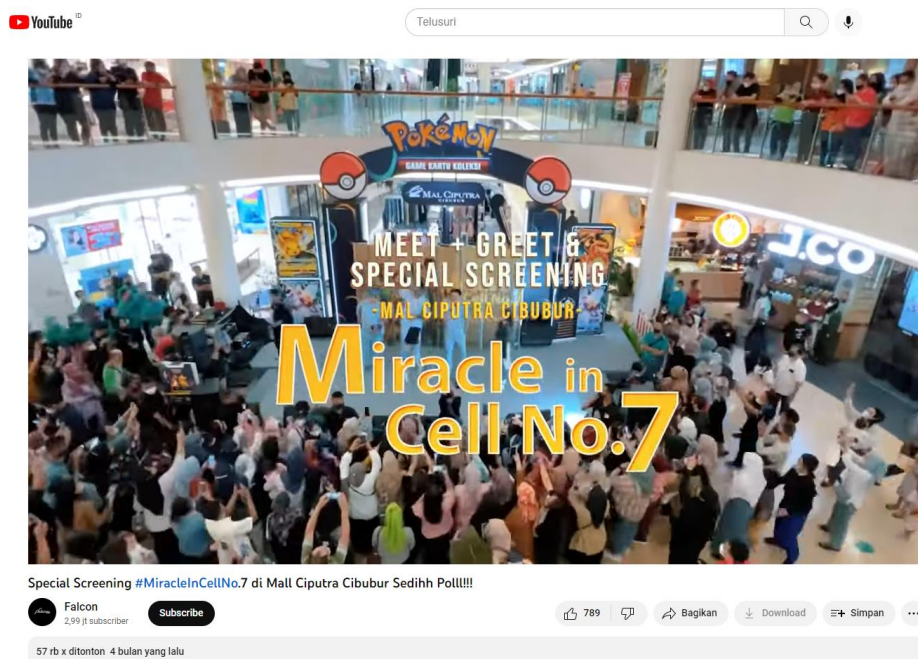 YouTube ID
Telusuri
POKéMON
GAME KARTU KOLEKSI
MAL CIPUTRA
CIBUBUR
J.CO
MEET + GREET &
SPECIAL SCREENING
-MAL CIPUTRA CIBUBUR-
Miracle in
Cell No.7
Special Screening #MiracleInCellNo.7 di Mall Ciputra Cibubur Sedihh Polll!!!
Falcon
2,99 jt subscriber
Subscribe
789
Bagikan
Download
Simpan
57 rb x ditonton 4 bulan yang lalu